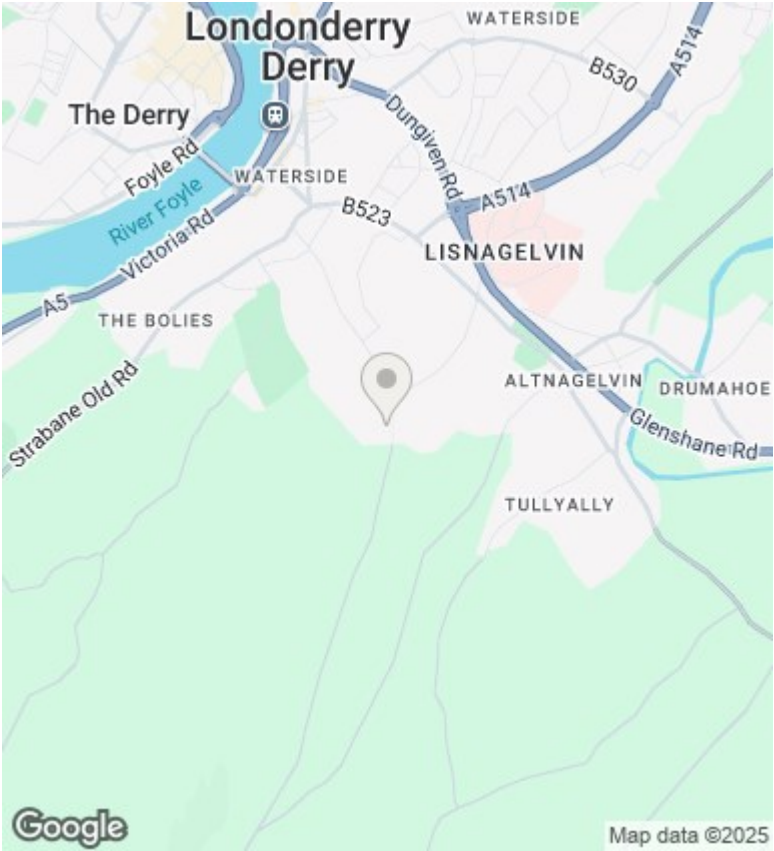 WATERSIDE
Londonderry
Derry
A514
B530
The Derry
Dungiven Rd
Foyle Rd
WATERSIDE
A514
River Foyle
B523
Victoria Rd
LISNAGELVIN
A5
THE BOLIES
Strabane Old Rd
ALTNAGELVIN
DRUMAHOE
Glenshane Rd
TULLYALLY
Google
Map data ©2025